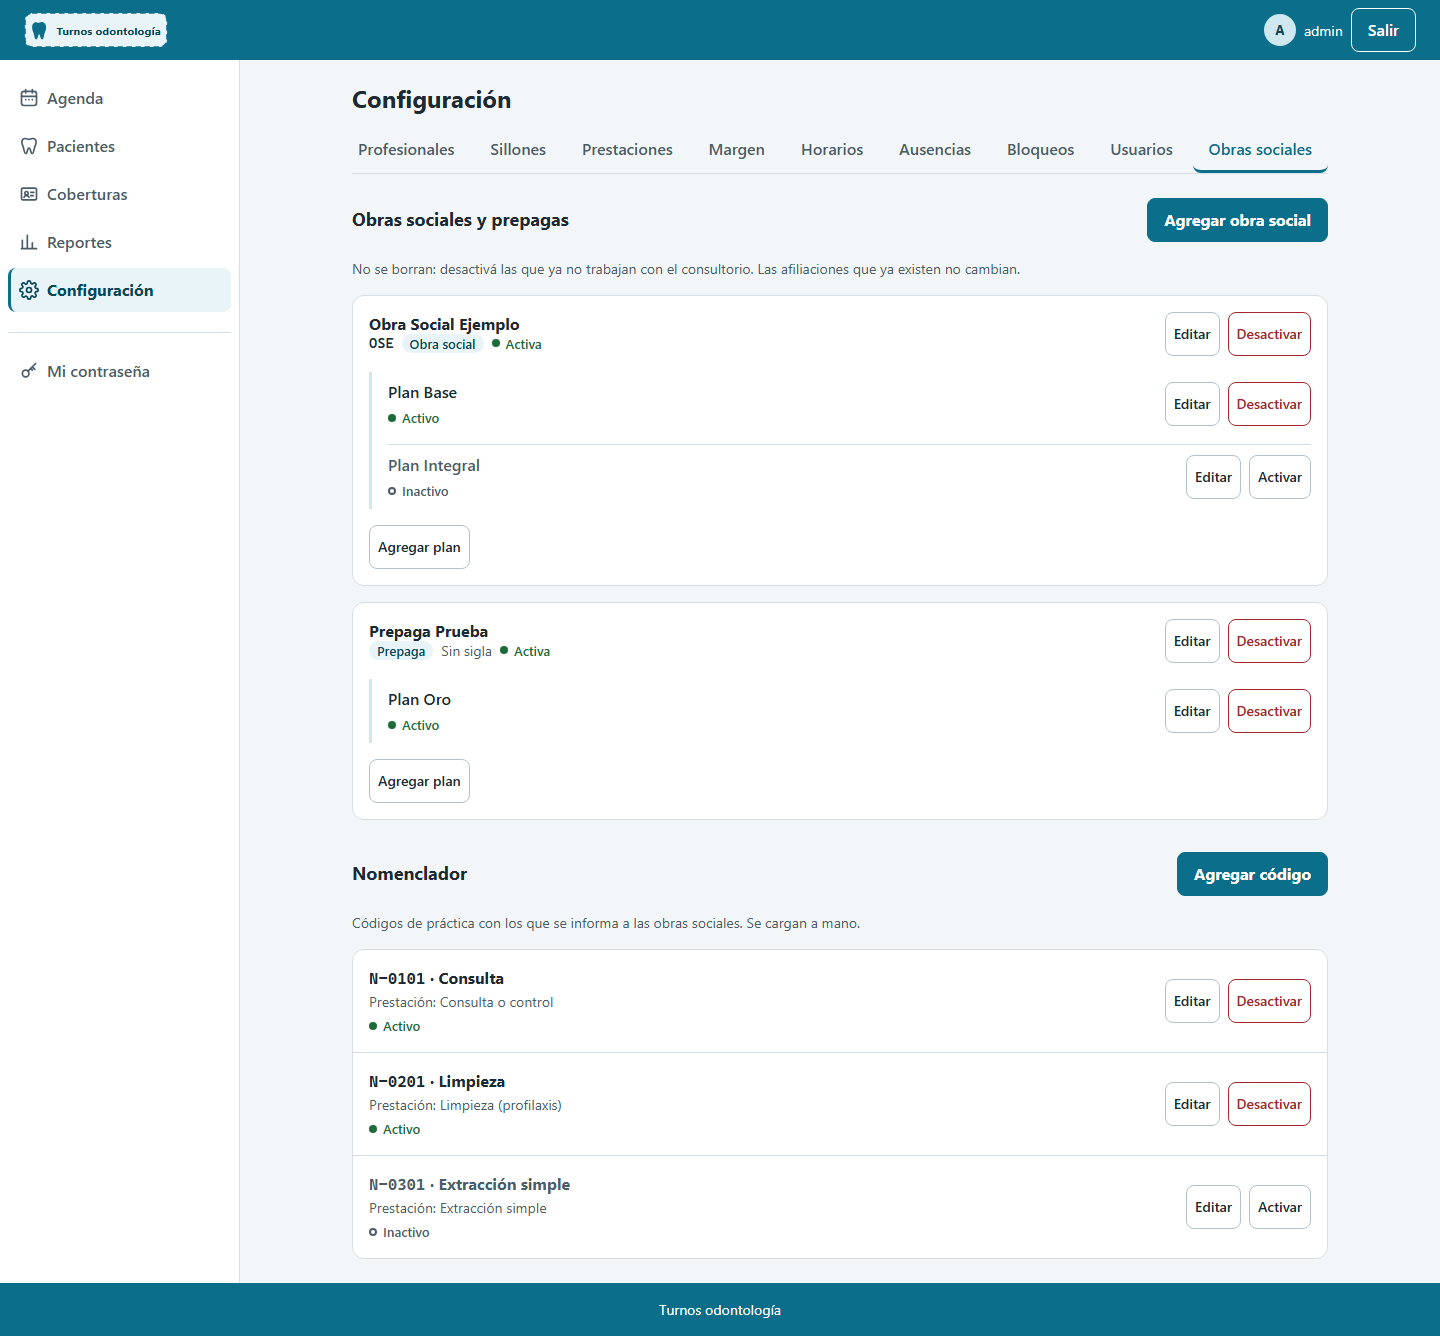 Turnos odontología
A
admin
Salir
Agenda
Pacientes
Coberturas
Reportes
Configuración
Mi contraseña
Configuración
Profesionales
Sillones
Prestaciones
Margen
Horarios
Ausencias
Bloqueos
Usuarios
Obras sociales
Obras sociales y prepagas
Agregar obra social
No se borran: desactivá las que ya no trabajan con el consultorio. Las afiliaciones que ya existen no cambian.
Obra Social Ejemplo
OSE Obra social Activa
Editar Desactivar
Plan Base
Activo
Editar Desactivar
Plan Integral
Inactivo
Editar Activar
Agregar plan
Prepaga Prueba
Prepaga Sin sigla Activa
Editar Desactivar
Plan Oro
Activo
Editar Desactivar
Agregar plan
Nomenclador
Agregar código
Códigos de práctica con los que se informa a las obras sociales. Se cargan a mano.
N-0101 · Consulta
Prestación: Consulta o control
Activo
Editar Desactivar
N-0201 · Limpieza
Prestación: Limpieza (profilaxis)
Activo
Editar Desactivar
N-0301 · Extracción simple
Prestación: Extracción simple
Inactivo
Editar Activar
Turnos odontología